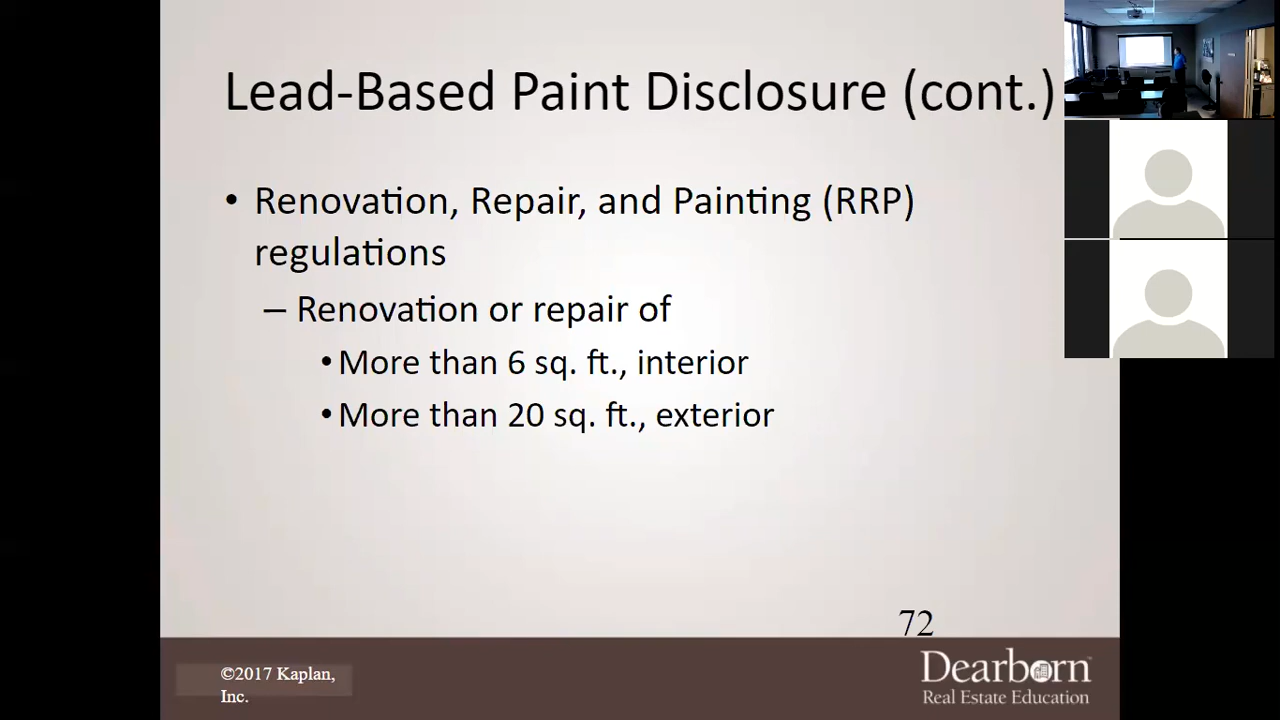 Lead-Based Paint Disclosure (cont.)
• Renovation, Repair, and Painting (RRP)
regulations
– Renovation or repair of
• More than 6 sq. ft., interior
• More than 20 sq. ft., exterior
72
©2017 Kaplan,
Inc.
Dearborn
Real Estate Education